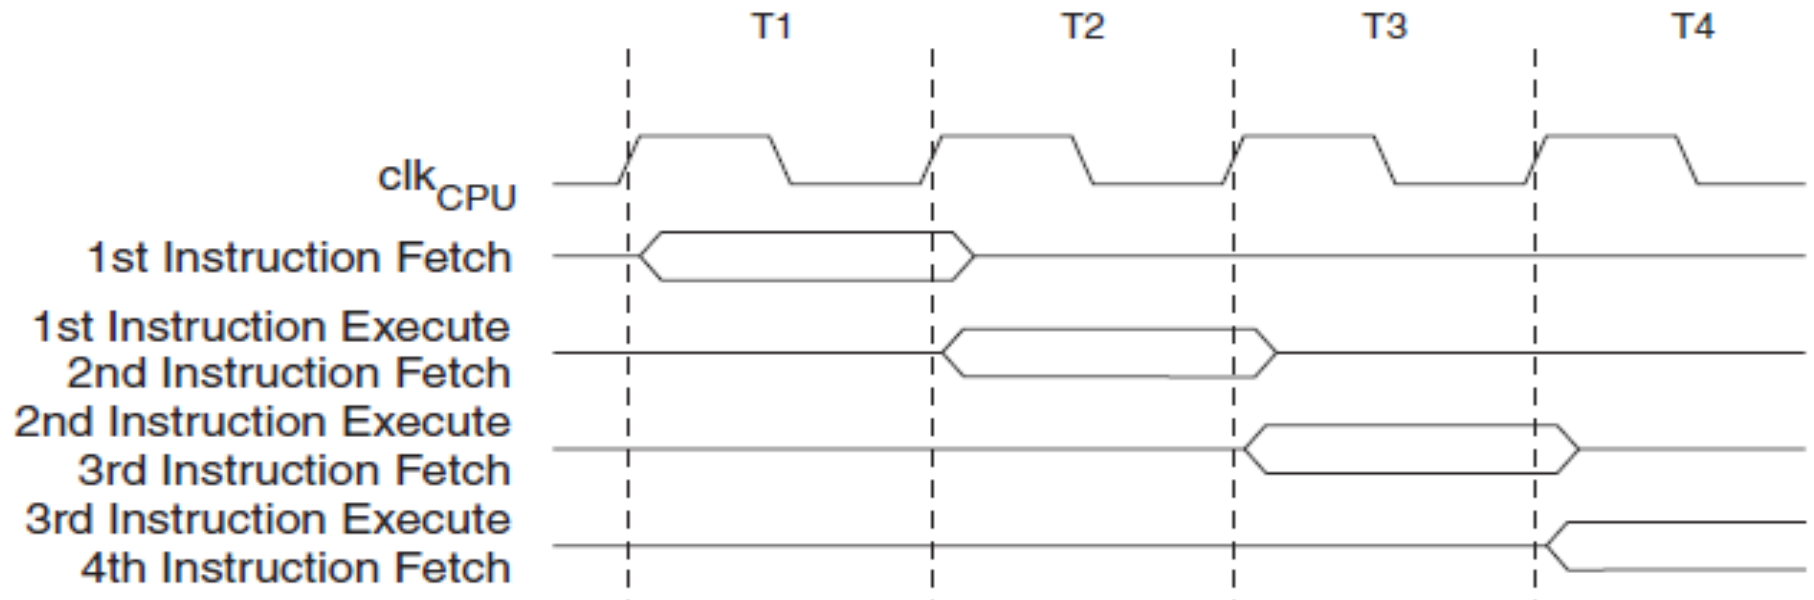 T1 T2 T3 T4
clkCPU
1st Instruction Fetch
1st Instruction Execute
2nd Instruction Fetch
2nd Instruction Execute
3rd Instruction Fetch
3rd Instruction Execute
4th Instruction Fetch